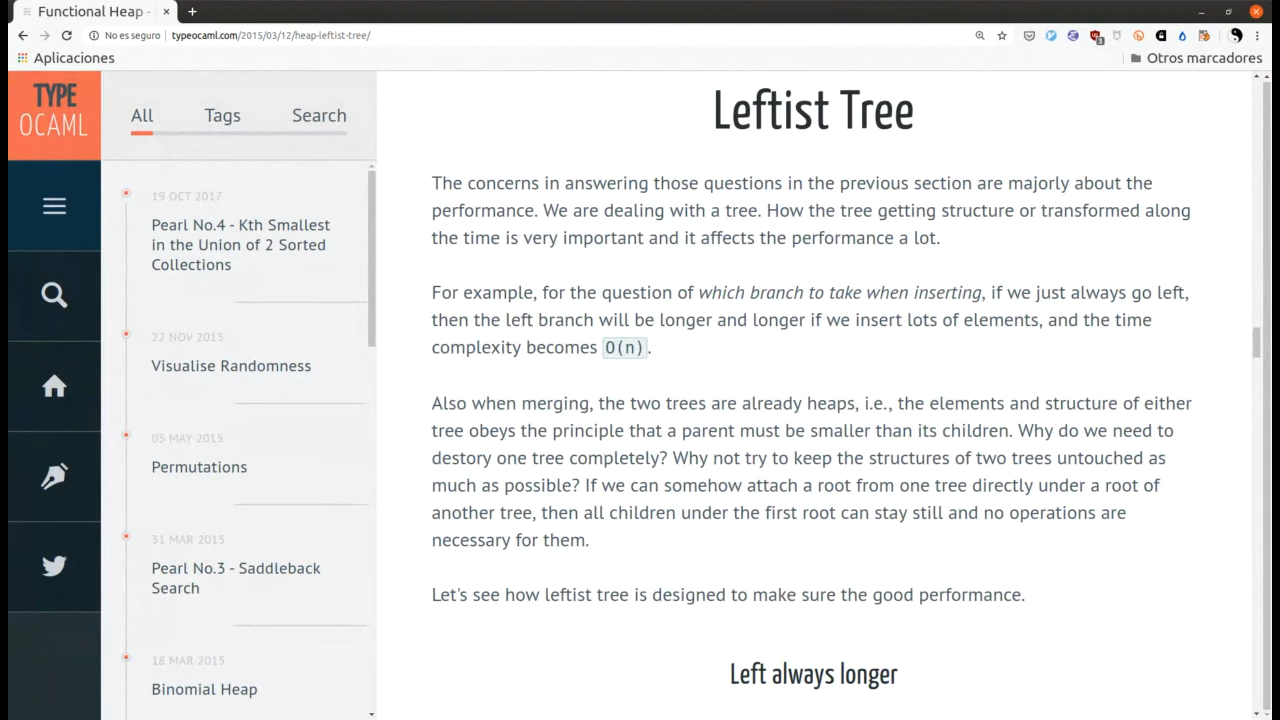 Functional Heap -
No es seguro typeocaml.com/2015/03/12/heap-leftist-tree/
Aplicaciones
Otros marcadores
TYPE
OCAML
All Tags Search
19 OCT 2017
Pearl No.4 - Kth Smallest
in the Union of 2 Sorted
Collections
22 NOV 2015
Visualise Randomness
05 MAY 2015
Permutations
31 MAR 2015
Pearl No.3 - Saddleback
Search
18 MAR 2015
Binomial Heap
Leftist Tree
The concerns in answering those questions in the previous section are majorly about the
performance. We are dealing with a tree. How the tree getting structure or transformed along
the time is very important and it affects the performance a lot.
For example, for the question of which branch to take when inserting, if we just always go left,
then the left branch will be longer and longer if we insert lots of elements, and the time
complexity becomes O(n).
Also when merging, the two trees are already heaps, i.e., the elements and structure of either
tree obeys the principle that a parent must be smaller than its children. Why do we need to
destory one tree completely? Why not try to keep the structures of two trees untouched as
much as possible? If we can somehow attach a root from one tree directly under a root of
another tree, then all children under the first root can stay still and no operations are
necessary for them.
Let's see how leftist tree is designed to make sure the good performance.
Left always longer